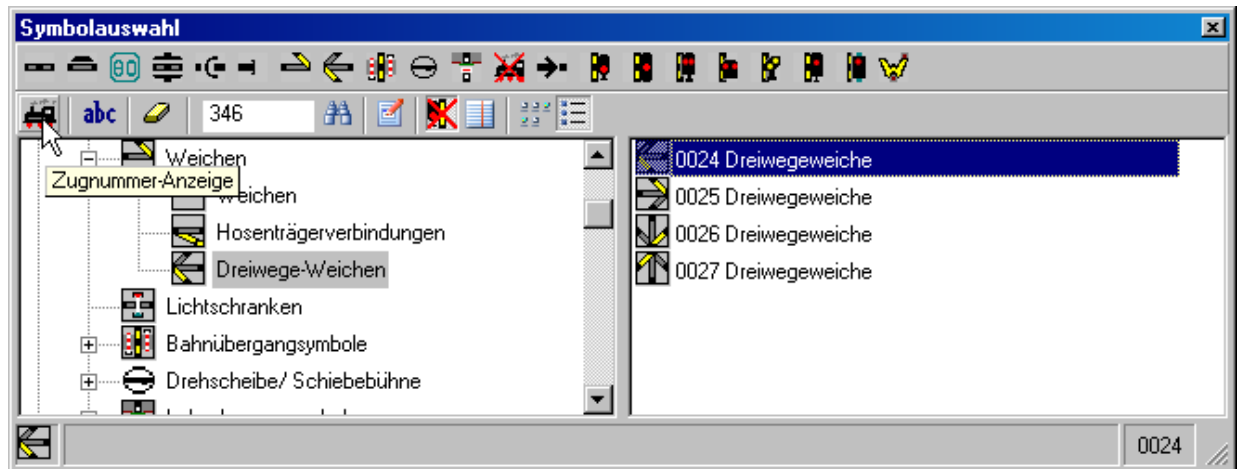 Symbolauswahl
80
abc 346
Weichen
Zugnummer-Anzeige
Weichen
Hosenträgerverbindungen
Dreiwege-Weichen
Lichtschranken
Bahnübergangsymbole
Drehscheibe/ Schiebebühne
0024 Dreiwegeweiche
0025 Dreiwegeweiche
0026 Dreiwegeweiche
0027 Dreiwegeweiche
0024